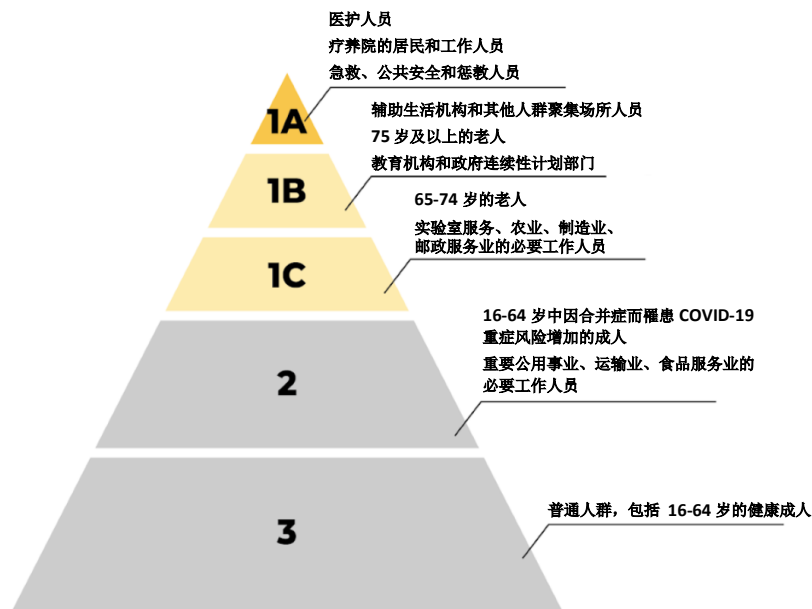 医护人员
疗养院的居民和工作人员
急救、公共安全和惩教人员
1A
辅助生活机构和其他人群聚集场所人员
75 岁及以上的老人
教育机构和政府连续性计划部门
1B
65-74 岁的老人
实验室服务、农业、制造业、
邮政服务业的必要工作人员
1C
16-64 岁中因合并症而罹患 COVID-19
重症风险增加的成人
重要公用事业、运输业、食品服务业的
必要工作人员
2
普通人群，包括 16-64 岁的健康成人
3